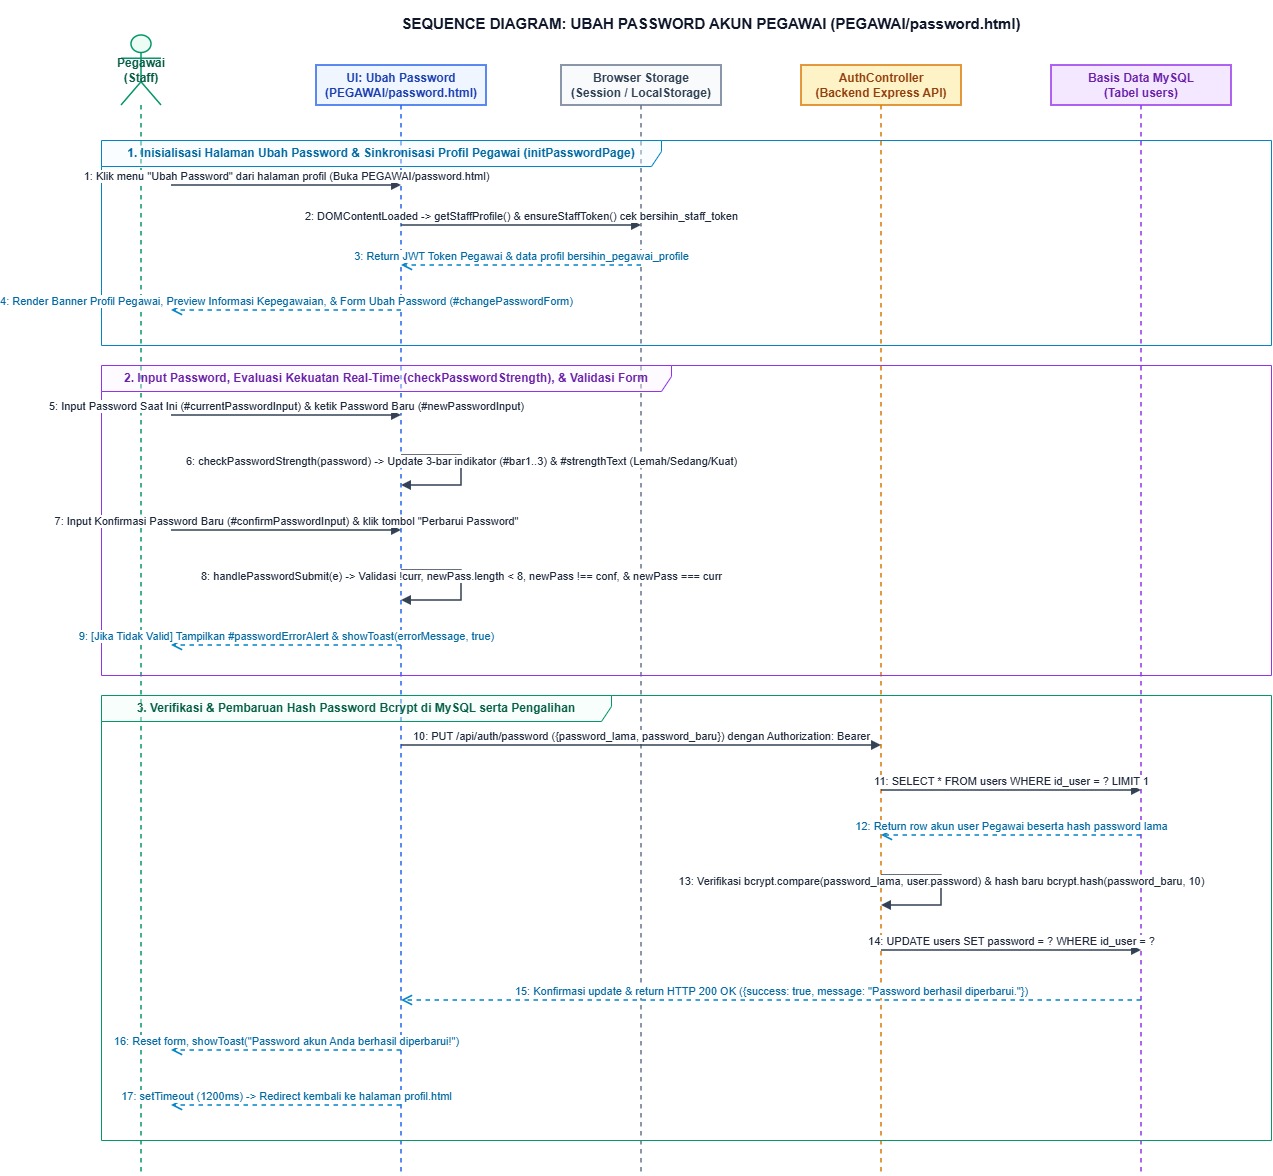 SEQUENCE DIAGRAM: UBAH PASSWORD AKUN PEGAWAI (PEGAWAI/password.html)
Pegawai
(Staff)
UI: Ubah Password
(PEGAWAI/password.html)
Browser Storage
(Session / LocalStorage)
AuthController
(Backend Express API)
Basis Data MySQL
(Tabel users)
1. Inisialisasi Halaman Ubah Password & Sinkronisasi Profil Pegawai (initPasswordPage)
1: Klik menu "Ubah Password" dari halaman profil (Buka PEGAWAI/password.html)
2: DOMContentLoaded -> getStaffProfile() & ensureStaffToken() cek bersihin_staff_token
3: Return JWT Token Pegawai & data profil bersihin_pegawai_profile
4: Render Banner Profil Pegawai, Preview Informasi Kepegawaian, & Form Ubah Password (#changePasswordForm)
2. Input Password, Evaluasi Kekuatan Real-Time (checkPasswordStrength), & Validasi Form
5: Input Password Saat Ini (#currentPasswordInput) & ketik Password Baru (#newPasswordInput)
6: checkPasswordStrength(password) -> Update 3-bar indikator (#bar1..3) & #strengthText (Lemah/Sedang/Kuat)
7: Input Konfirmasi Password Baru (#confirmPasswordInput) & klik tombol "Perbarui Password"
8: handlePasswordSubmit(e) -> Validasi !curr, newPass.length < 8, newPass !== conf, & newPass === curr
9: [Jika Tidak Valid] Tampilkan #passwordErrorAlert & showToast(errorMessage, true)
3. Verifikasi & Pembaruan Hash Password Bcrypt di MySQL serta Pengalihan
10: PUT /api/auth/password ({password_lama, password_baru}) dengan Authorization: Bearer
11: SELECT * FROM users WHERE id_user = ? LIMIT 1
12: Return row akun user Pegawai beserta hash password lama
13: Verifikasi bcrypt.compare(password_lama, user.password) & hash baru bcrypt.hash(password_baru, 10)
14: UPDATE users SET password = ? WHERE id_user = ?
15: Konfirmasi update & return HTTP 200 OK ({success: true, message: "Password berhasil diperbarui."})
16: Reset form, showToast("Password akun Anda berhasil diperbarui!")
17: setTimeout (1200ms) -> Redirect kembali ke halaman profil.html